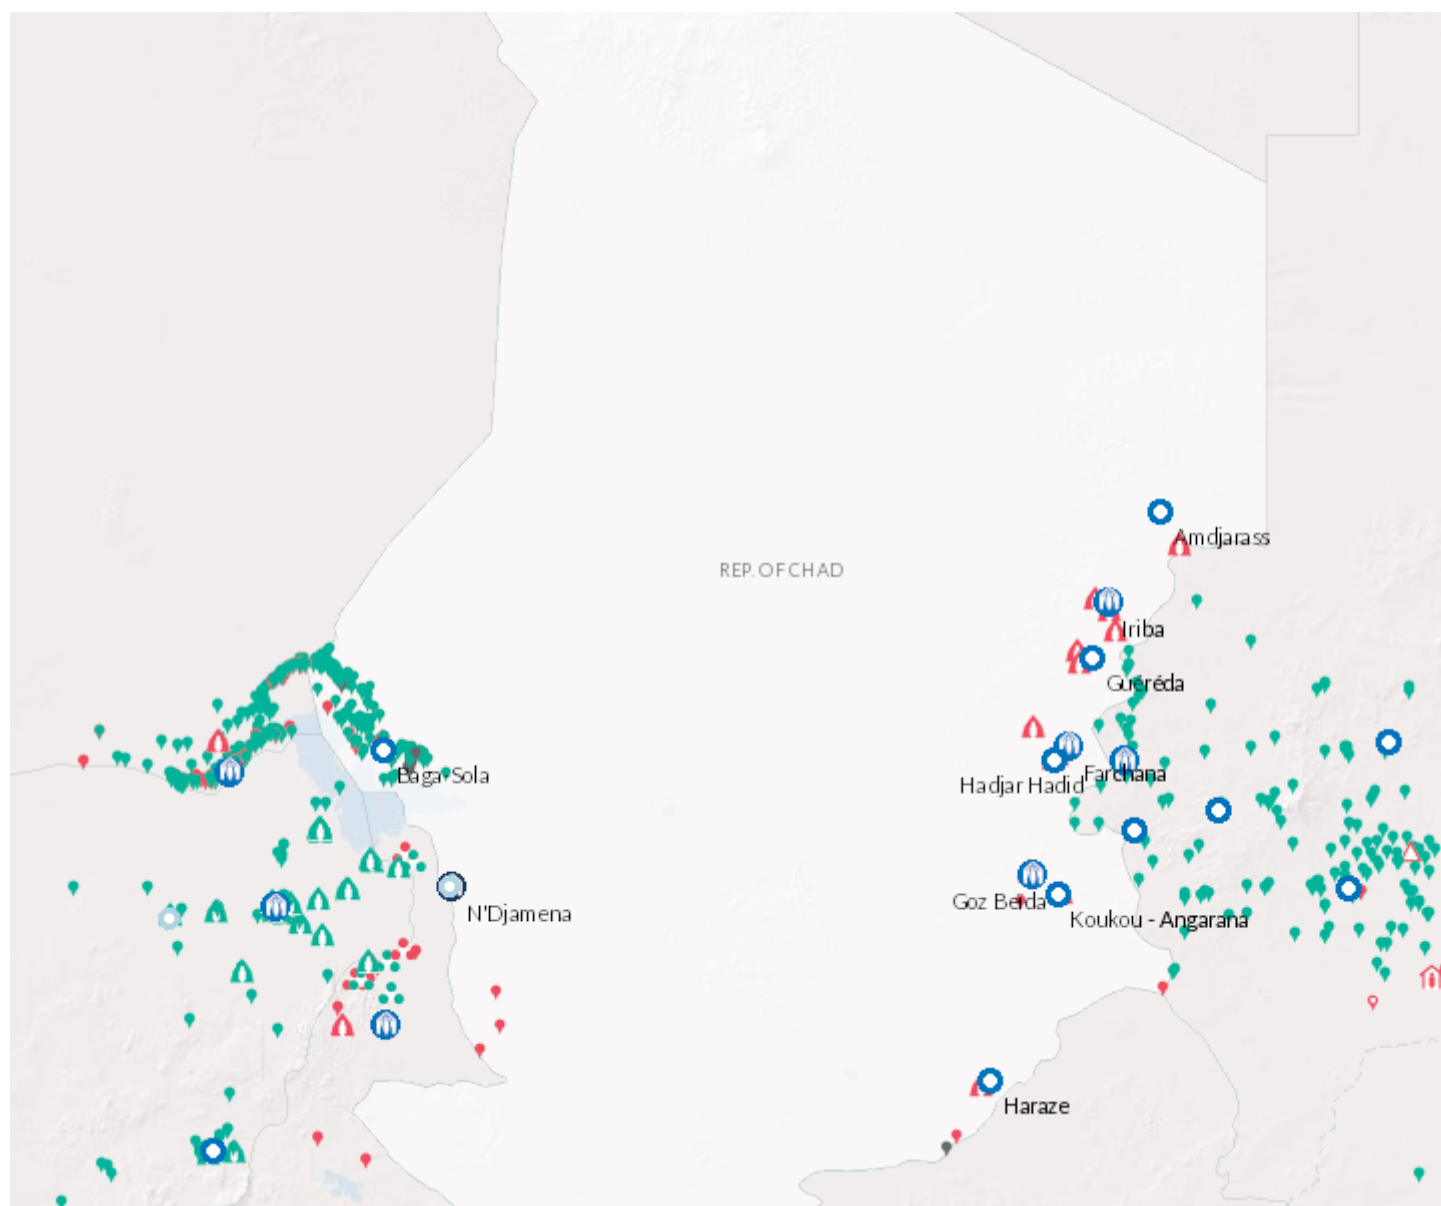 Amdjarass
REP. OF CHAD
Iriba
Guéréda
Baga-Sola
Farchana
Hadjar Hadid
Goz Beida
N'Djamena
Koukou - Angarana
Haraze